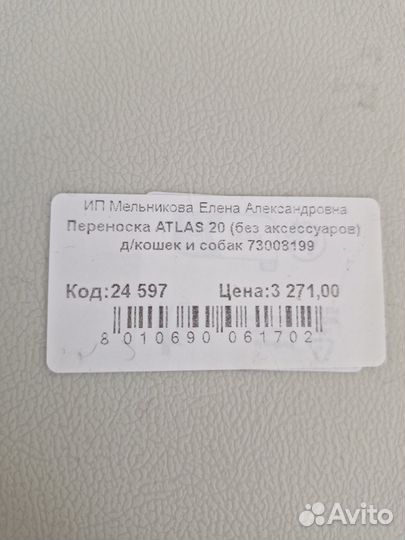 ИП Мельникова Елена Александровна
Переноска ATLAS 20 (без аксессуаров)
д/кошек и собак 73008199
Код:24 597 Цена:3 271,00
8 010690 061702
Avito